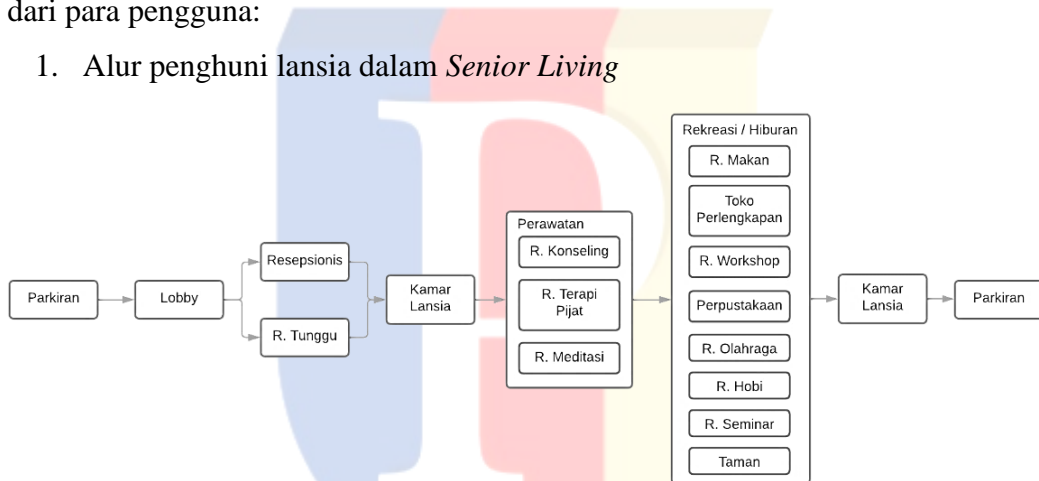 dari para pengguna:
1. Alur penghuni lansia dalam Senior Living
Parkiran
Lobby
Resepsionis
R. Tunggu
Kamar
Lansia
Perawatan
R. Konseling
R. Terapi
Pijat
R. Meditasi
Rekreasi / Hiburan
R. Makan
Toko
Perlengkapan
R. Workshop
Perpustakaan
R. Olahraga
R. Hobi
R. Seminar
Taman
Kamar
Lansia
Parkiran